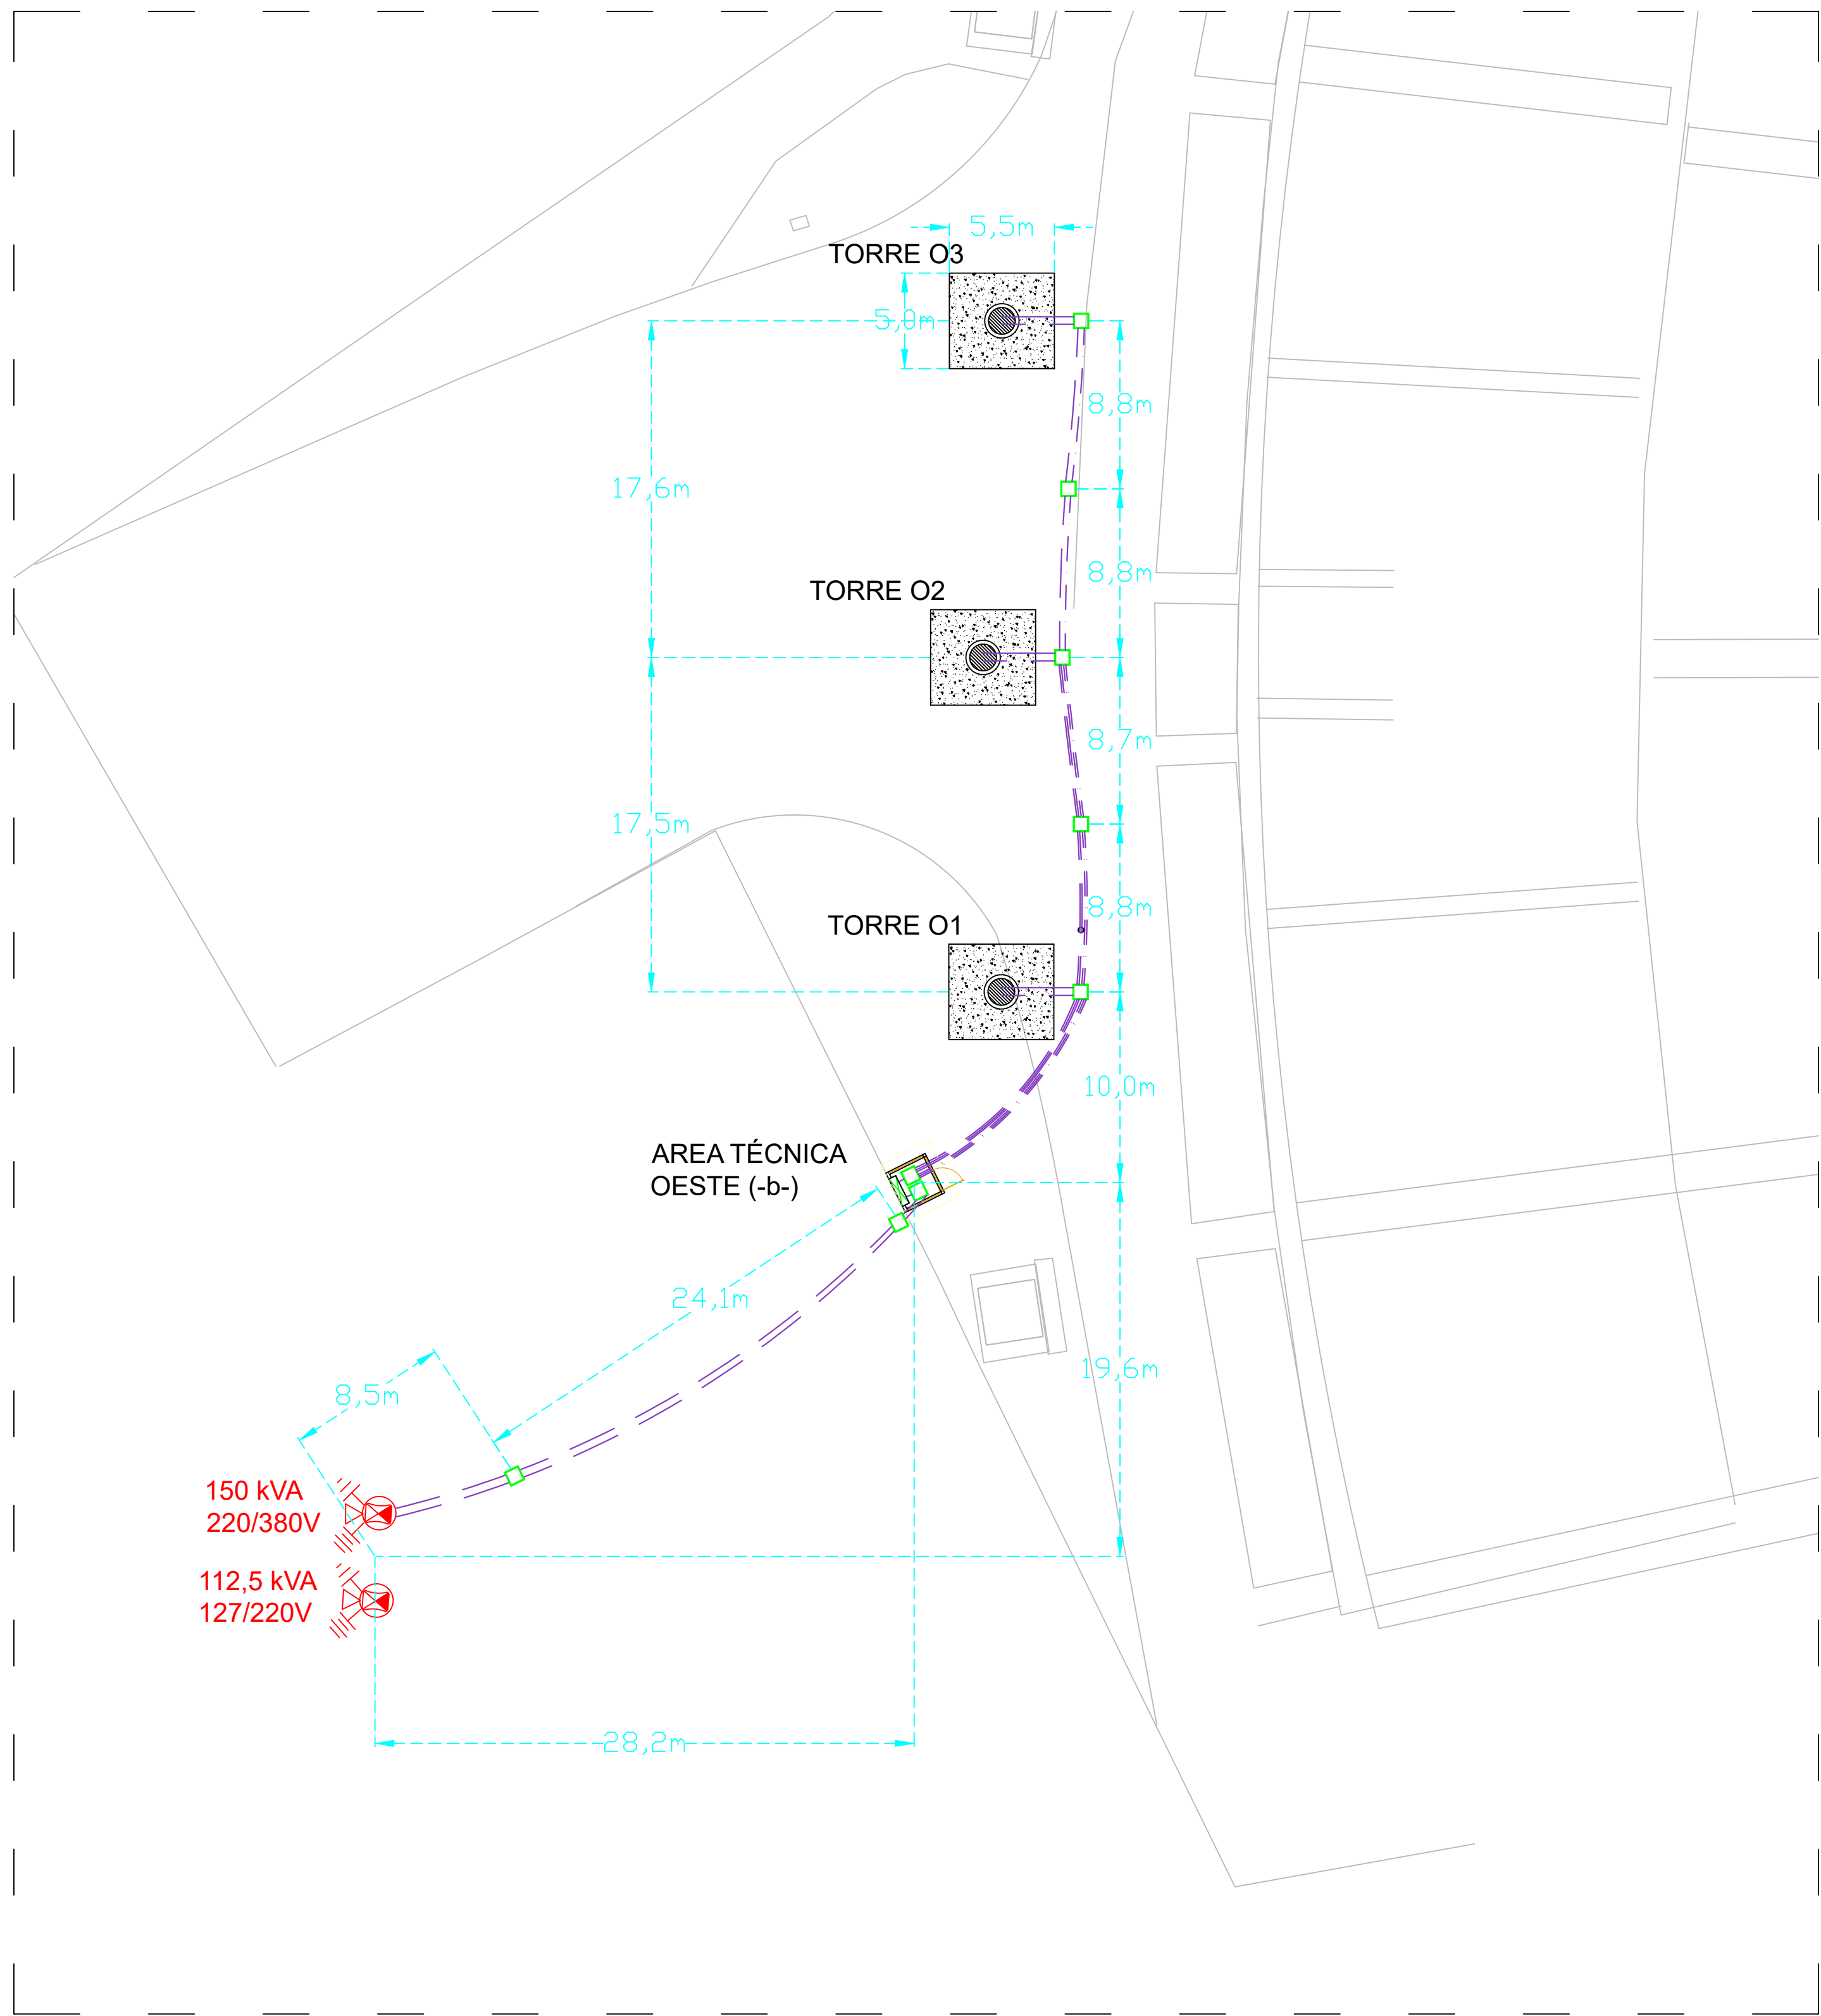 5,5m
TORRE O3
5,0m
8,8m
17,6m
8,8m
TORRE O2
8,7m
17,5m
8,8m
TORRE O1
10,0m
AREA TÉCNICA
OESTE (-b-)
24,1m
19,6m
8,5m
150 kVA
220/380V
112,5 kVA
127/220V
28,2m